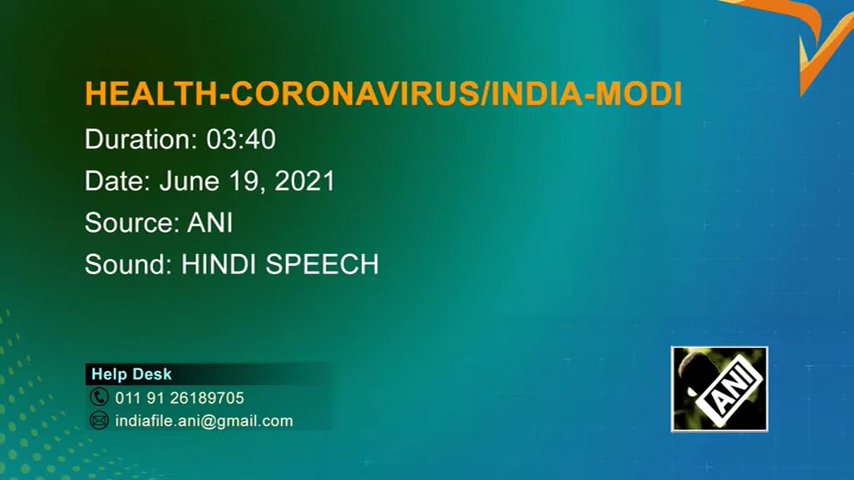 HEALTH-CORONAVIRUS/INDIA-MODI
Duration: 03:40
Date: June 19, 2021
Source: ANI
Sound: HINDI SPEECH
Help Desk
011 91 26189705
indiafile.ani@gmail.com
ANI